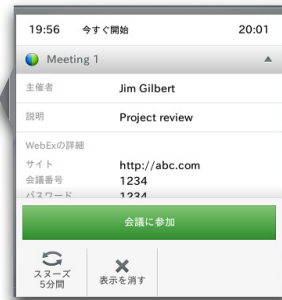 19:56 今すぐ開始 20:01
Meeting 1
主催者 Jim Gilbert
説明 Project review
WebExの詳細
サイト http://abc.com
会議番号 1234
パスワード 1234
会議に参加
スヌーズ
5分間
表示を消す